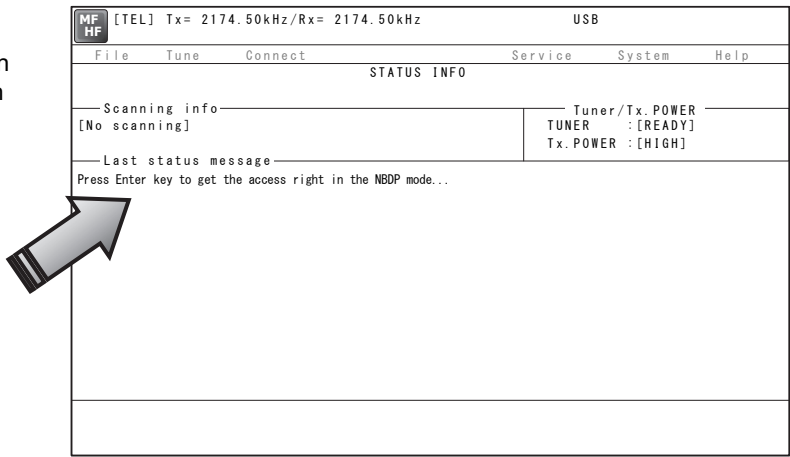 MF HF [TEL] Tx= 2174.50kHz/Rx= 2174.50kHz USB
File Tune Connect Service System Help
STATUS INFO
Scanning info Tuner/Tx.POWER
[No scanning] TUNER :[READY]
Tx.POWER :[HIGH]
Last status message
Press Enter key to get the access right in the NBDP mode...